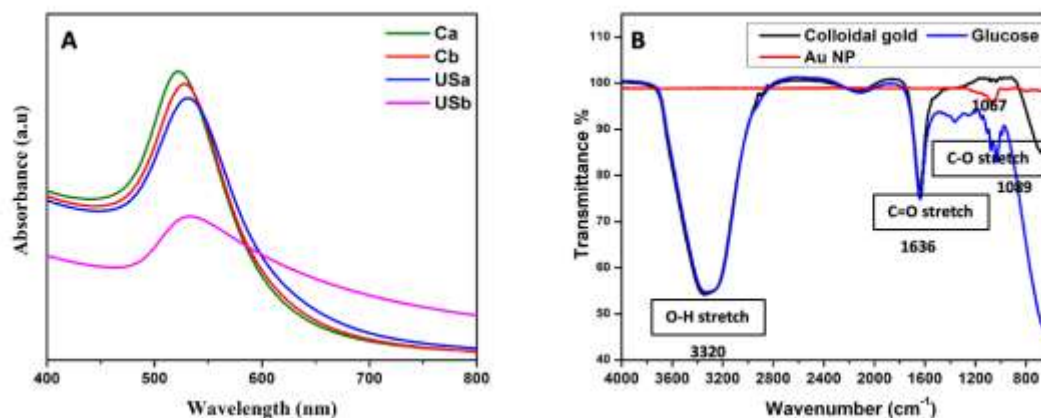 A
Ca
Cb
USa
USb
Absorbance (a.u)
400 500 600 700 800
Wavelength (nm)
B
Colloidal gold Glucose
Au NP
110
100
90
80
70
60
50
40
Transmittance %
1067
C-O stretch
1089
C=O stretch
1636
O-H stretch
3320
4000 3200 2800 2400 1600 1200 800
Wavenumber (cm-1)